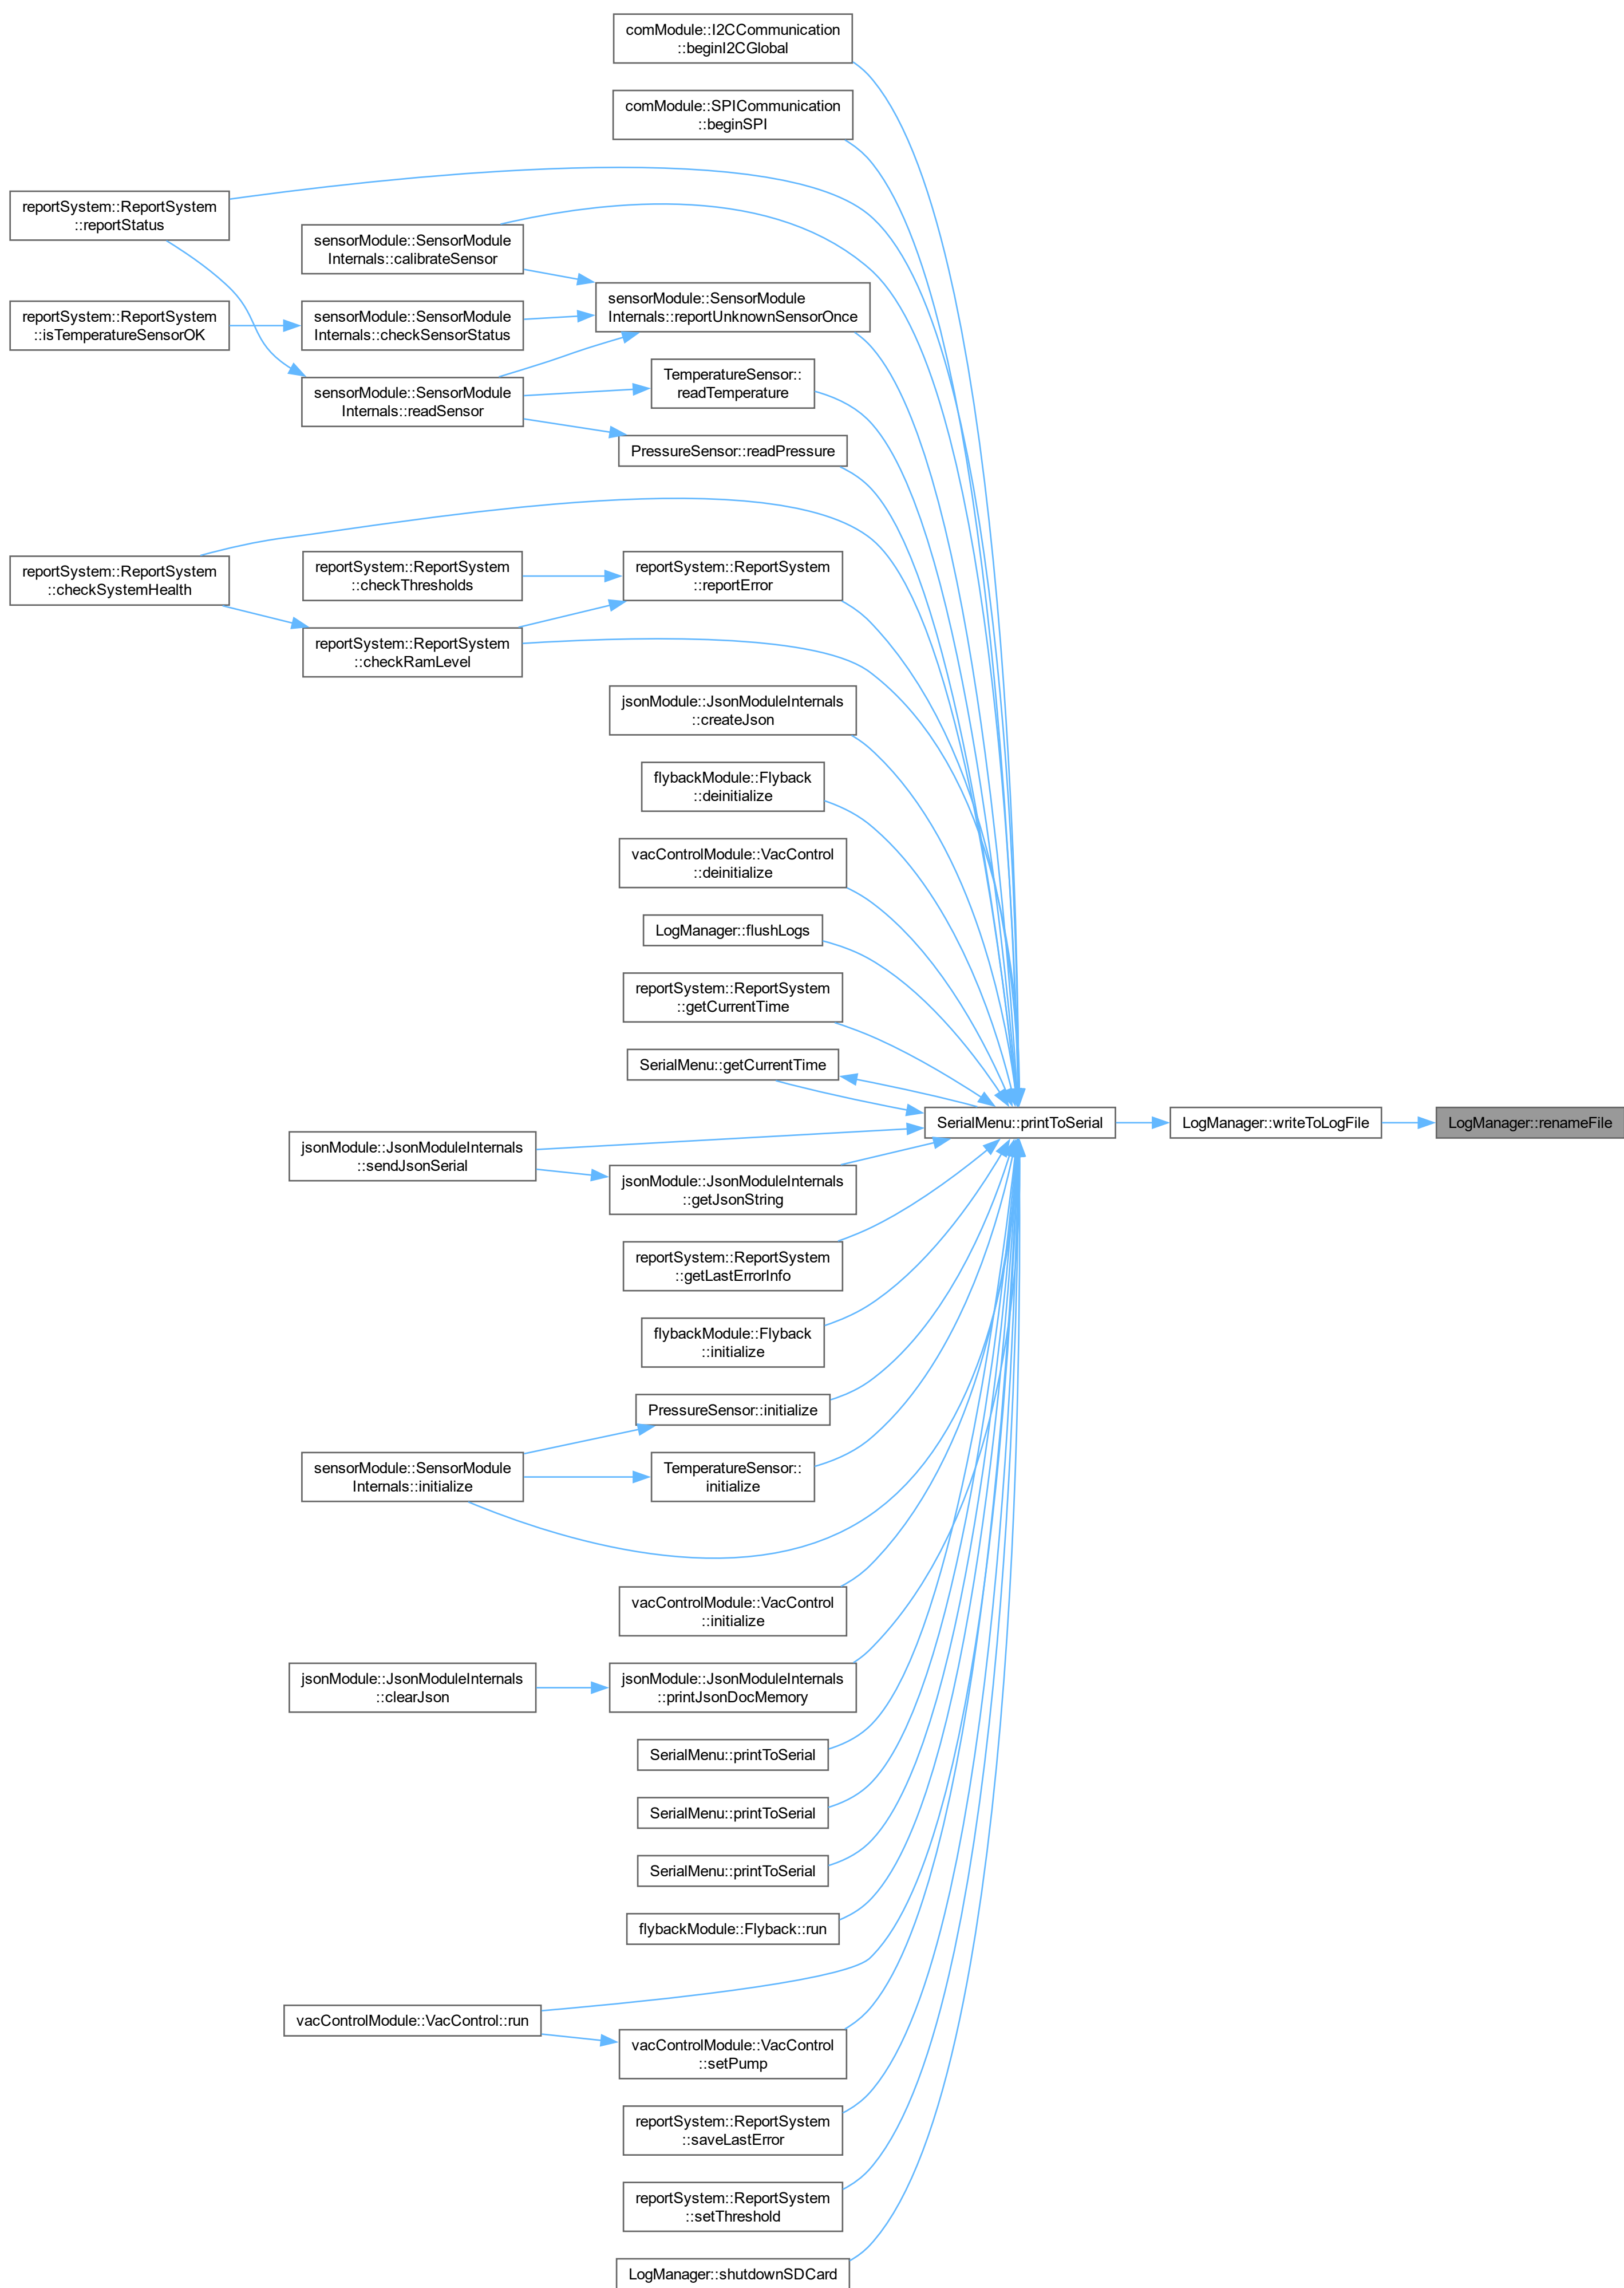 comModule::I2CCommunication
::beginI2CGlobal
comModule::SPICommunication
::beginSPI
reportSystem::ReportSystem
::reportStatus
sensorModule::SensorModule
Internals::calibrateSensor
sensorModule::SensorModule
Internals::reportUnknownSensorOnce
reportSystem::ReportSystem
::isTemperatureSensorOK
sensorModule::SensorModule
Internals::checkSensorStatus
TemperatureSensor::
readTemperature
sensorModule::SensorModule
Internals::readSensor
PressureSensor::readPressure
reportSystem::ReportSystem
::checkSystemHealth
reportSystem::ReportSystem
::checkThresholds
reportSystem::ReportSystem
::reportError
reportSystem::ReportSystem
::checkRamLevel
jsonModule::JsonModuleInternals
::createJson
flybackModule::Flyback
::deinitialize
vacControlModule::VacControl
::deinitialize
LogManager::flushLogs
reportSystem::ReportSystem
::getCurrentTime
SerialMenu::getCurrentTime
SerialMenu::printToSerial
LogManager::writeToLogFile
LogManager::renameFile
jsonModule::JsonModuleInternals
::sendJsonSerial
jsonModule::JsonModuleInternals
::getJsonString
reportSystem::ReportSystem
::getLastErrorInfo
flybackModule::Flyback
::initialize
PressureSensor::initialize
sensorModule::SensorModule
Internals::initialize
TemperatureSensor::
initialize
vacControlModule::VacControl
::initialize
jsonModule::JsonModuleInternals
::clearJson
jsonModule::JsonModuleInternals
::printJsonDocMemory
SerialMenu::printToSerial
SerialMenu::printToSerial
SerialMenu::printToSerial
flybackModule::Flyback::run
vacControlModule::VacControl::run
vacControlModule::VacControl
::setPump
reportSystem::ReportSystem
::saveLastError
reportSystem::ReportSystem
::setThreshold
LogManager::shutdownSDCard